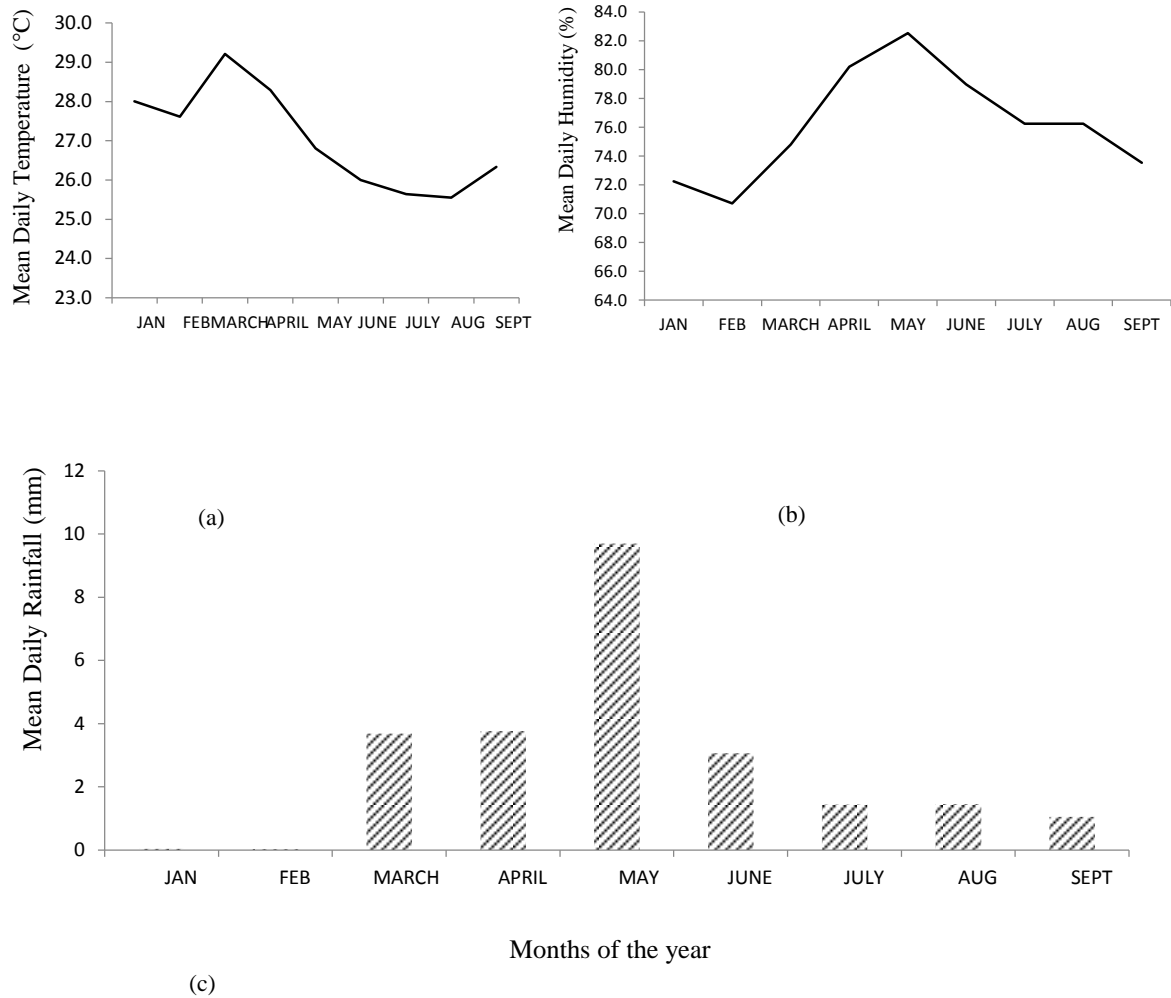 Mean Daily Temperature (°C)
30.0
29.0
28.0
27.0
26.0
25.0
24.0
23.0
JAN FEB MARCH APRIL MAY JUNE JULY AUG SEPT
Mean Daily Humidity (%)
84.0
82.0
80.0
78.0
76.0
74.0
72.0
70.0
68.0
66.0
64.0
JAN FEB MARCH APRIL MAY JUNE JULY AUG SEPT
(a)
(b)
Mean Daily Rainfall (mm)
12
10
8
6
4
2
0
JAN FEB MARCH APRIL MAY JUNE JULY AUG SEPT
Months of the year
(c)